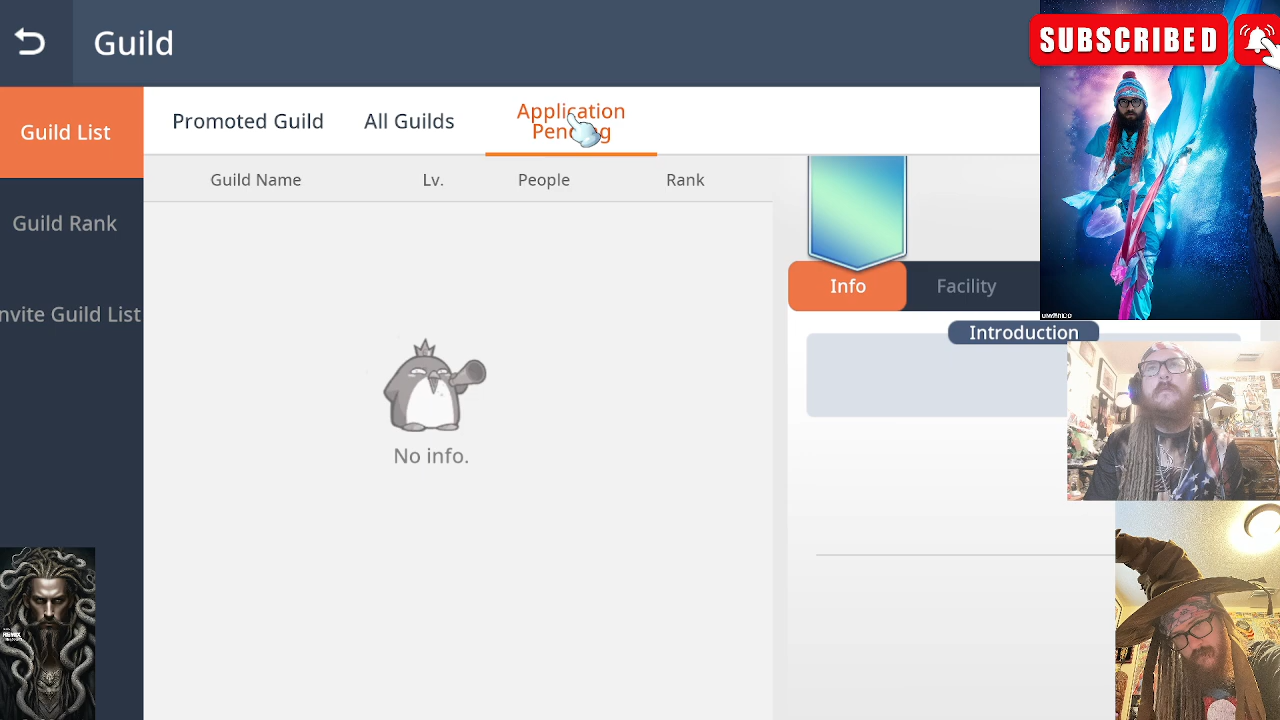 Guild
SUBSCRIBED
Guild List
Guild Rank
nvite Guild List
Promoted Guild
All Guilds
Application
Pending
Guild Name
Lv.
People
Rank
No info.
Info
Facility
Introduction